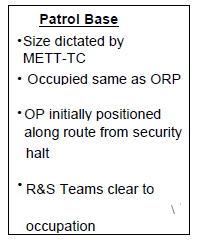 Patrol Base
•Size dictated by
METT-TC
• Occupied same as ORP
•OP initially positioned
along route from security
halt
• R&S Teams clear to
occupation